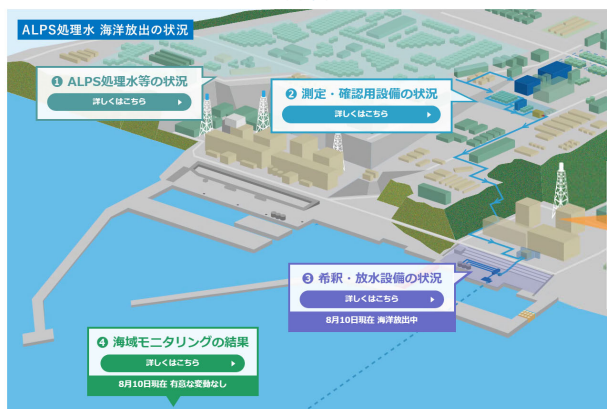 ALPS処理水 海洋放出の状況
❶ ALPS処理水等の状況
詳しくはこちら
❷ 測定・確認用設備の状況
詳しくはこちら
❸ 希釈・放水設備の状況
詳しくはこちら
8月10日現在 海洋放出中
❹ 海域モニタリングの結果
詳しくはこちら
8月10日現在 有意な変動なし